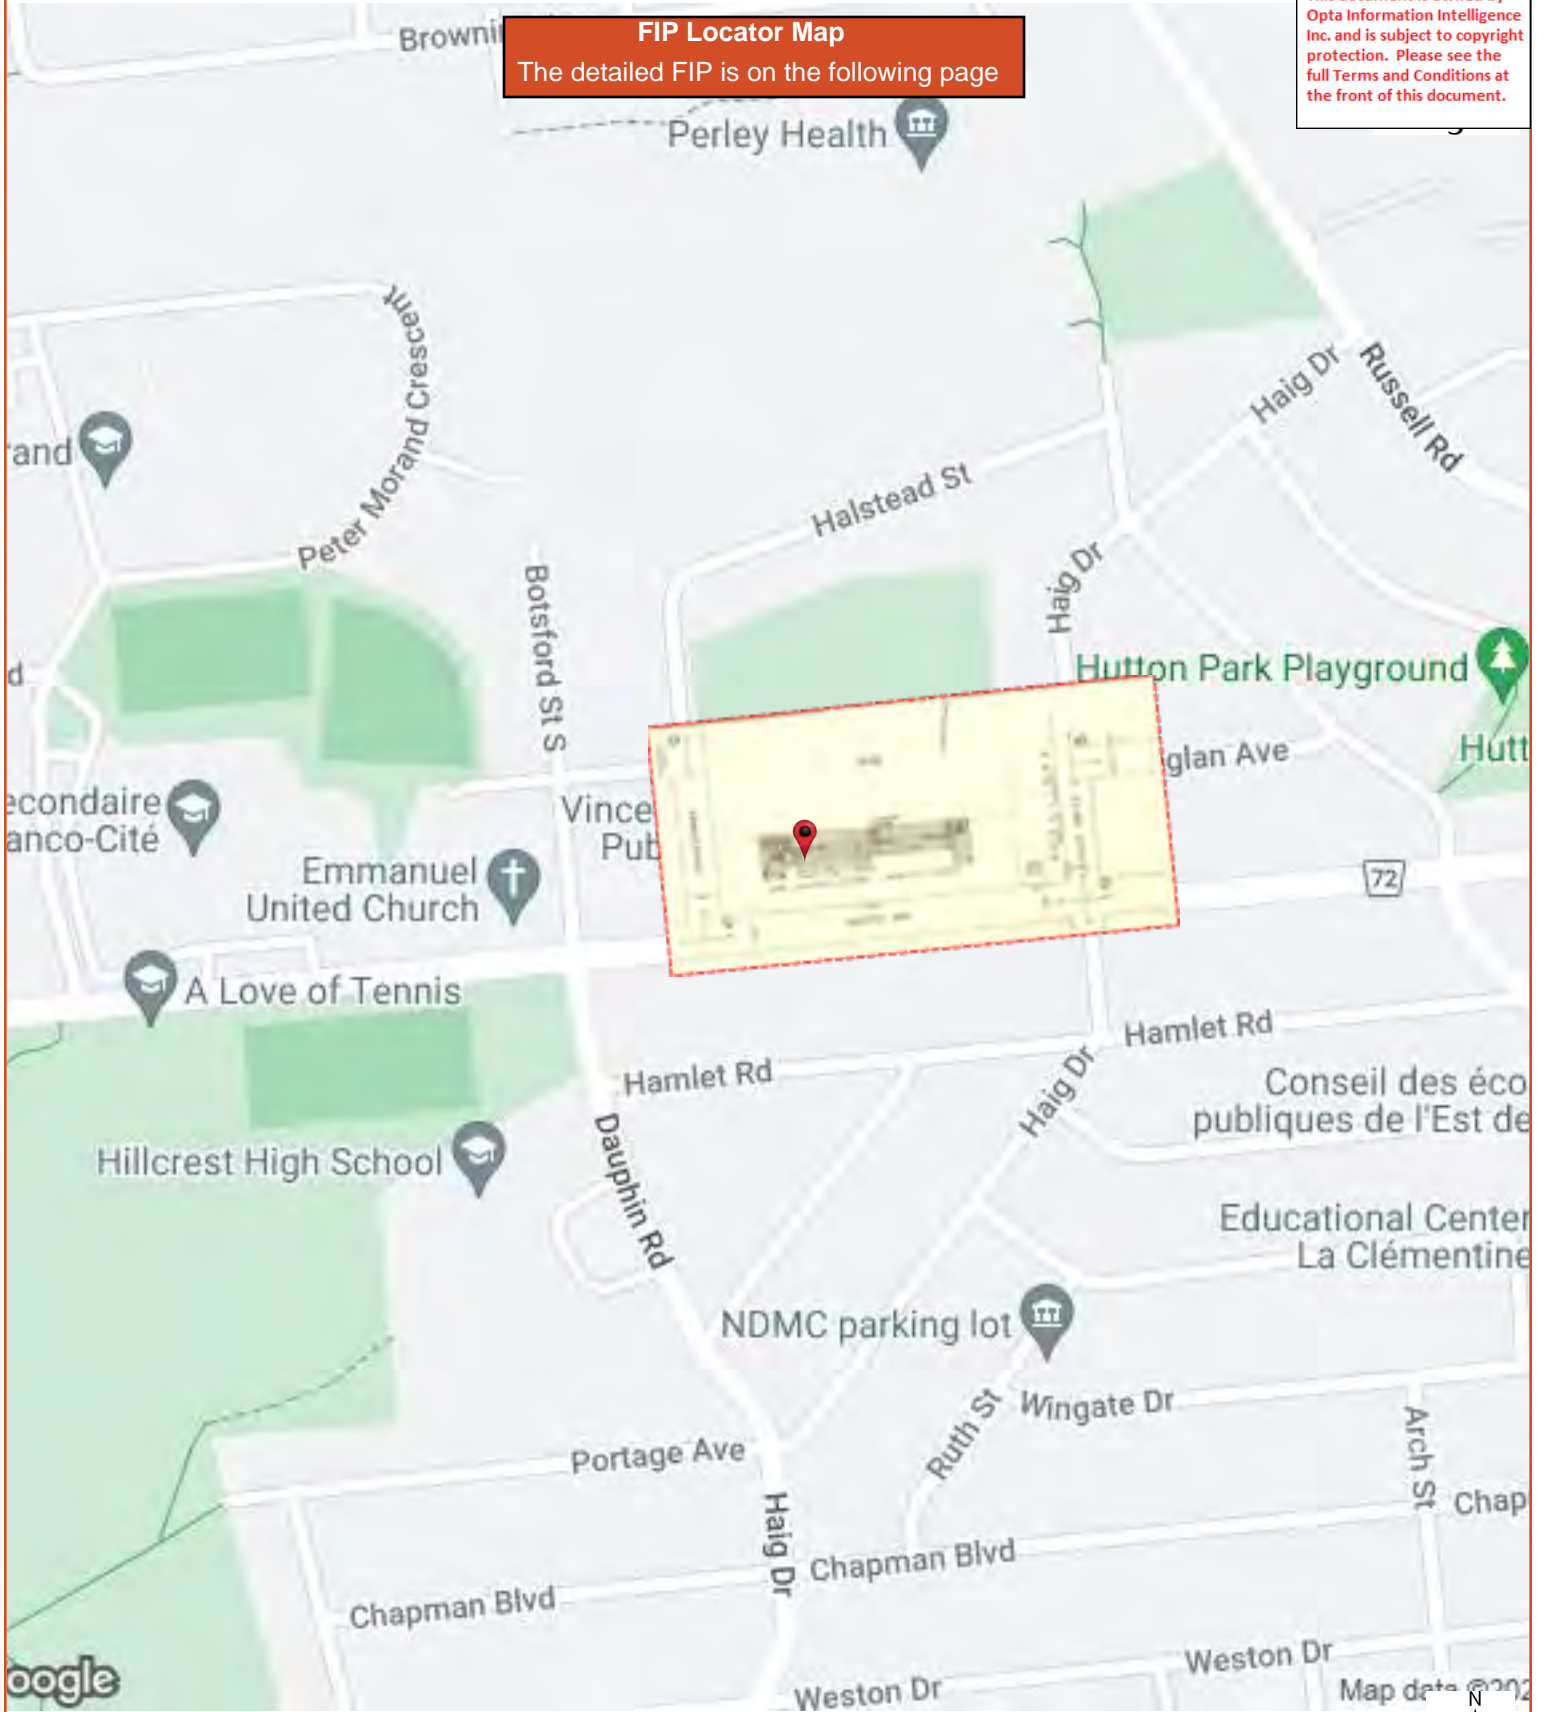 Opta Information Intelligence
Inc. and is subject to copyright
protection. Please see the
full Terms and Conditions at
the front of this document.
FIP Locator Map
The detailed FIP is on the following page
Browni
Perley Health
Peter Morand Crescent
Haig Dr
Russell Rd
rand
Halstead St
Haig Dr
Botsford St S
Hutton Park Playground
d
Hutt
glan Ave
econdaire
anco-Cité
Vince
Pub
Emmanuel
United Church
72
A Love of Tennis
Hamlet Rd
Hamlet Rd
Haig Dr
Conseil des éco
publiques de l'Est de
Dauphin Rd
Hillcrest High School
Educational Center
La Clémentine
NDMC parking lot
Ruth St
Wingate Dr
Arch St
Portage Ave
Chap
Haig Dr
Chapman Blvd
Chapman Blvd
Weston Dr
Weston Dr
oogle
Map data ©202
N